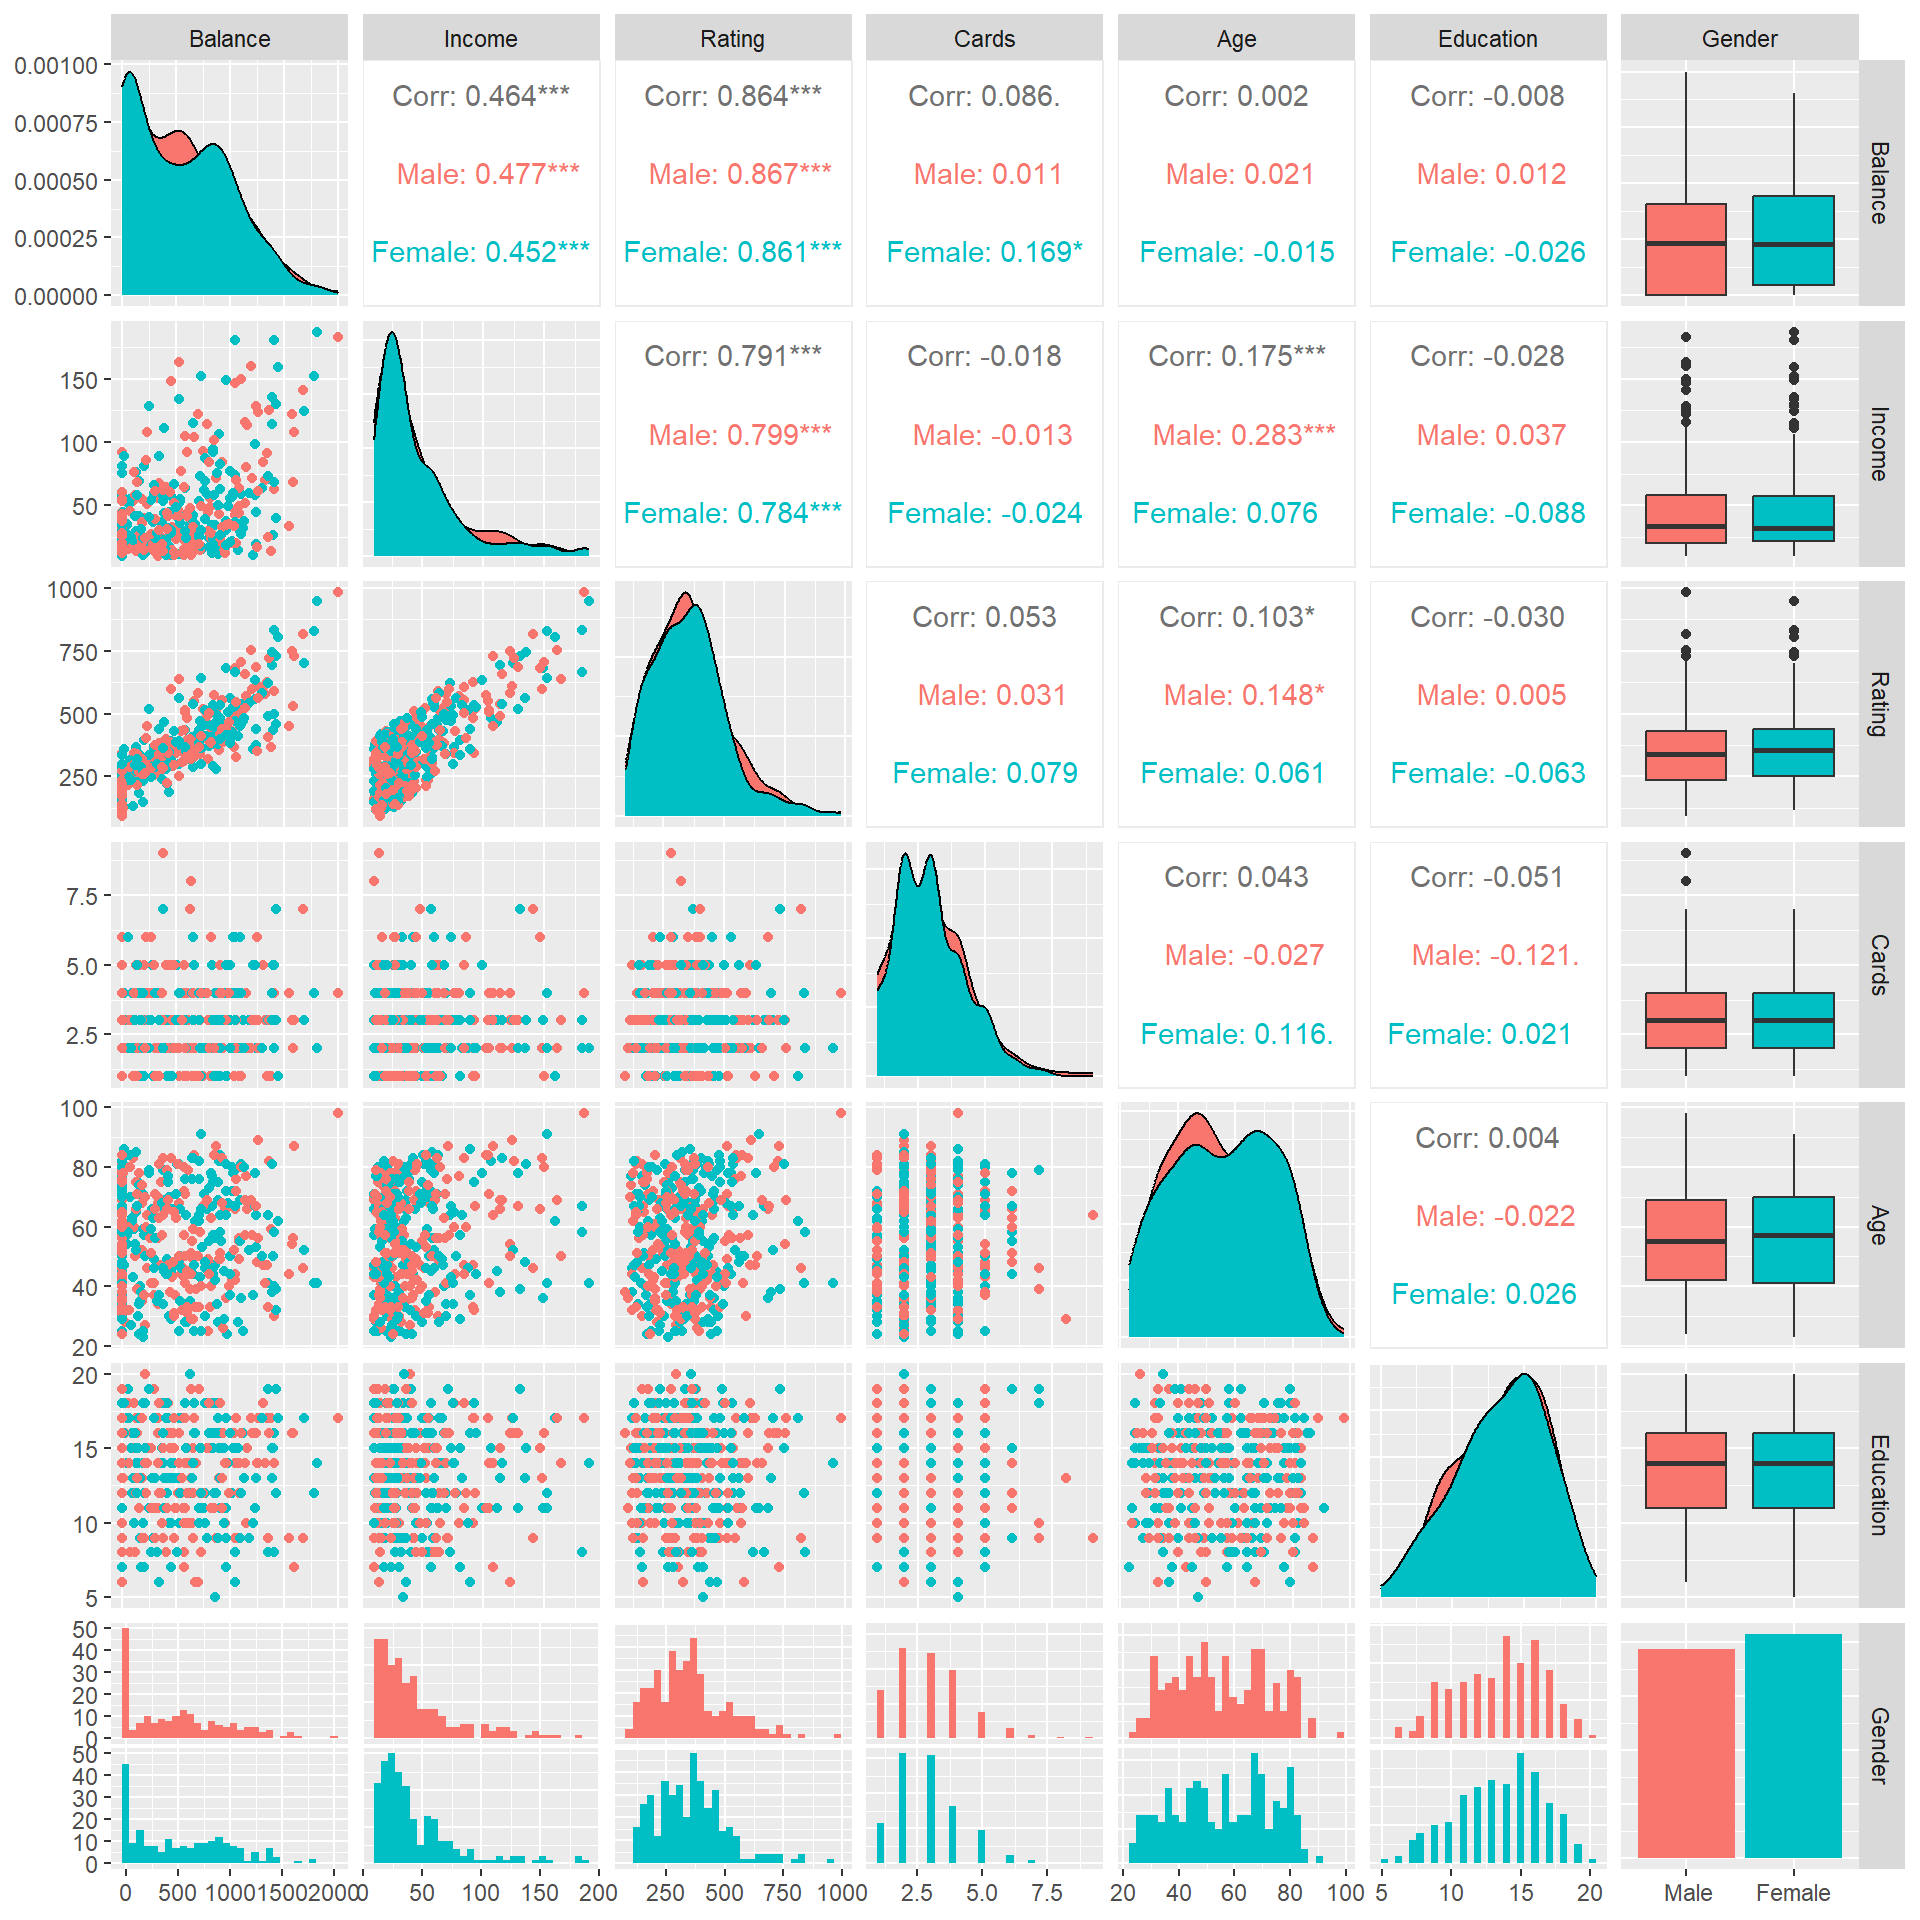 Balance Income Rating Cards Age Education Gender
0.00100
0.00075
0.00050
0.00025
0.00000
Corr: 0.464***
Male: 0.477***
Female: 0.452***
Corr: 0.864***
Male: 0.867***
Female: 0.861***
Corr: 0.086.
Male: 0.011
Female: 0.169*
Corr: 0.002
Male: 0.021
Female: -0.015
Corr: -0.008
Male: 0.012
Female: -0.026
Balance
150
100
50
Corr: 0.791***
Male: 0.799***
Female: 0.784***
Corr: -0.018
Male: -0.013
Female: -0.024
Corr: 0.175***
Male: 0.283***
Female: 0.076
Corr: -0.028
Male: 0.037
Female: -0.088
Income
1000
750
500
250
Corr: 0.053
Male: 0.031
Female: 0.079
Corr: 0.103*
Male: 0.148*
Female: 0.061
Corr: -0.030
Male: 0.005
Female: -0.063
Rating
7.5
5.0
2.5
Corr: 0.043
Male: -0.027
Female: 0.116.
Corr: -0.051
Male: -0.121.
Female: 0.021
Cards
100
80
60
40
20
Corr: 0.004
Male: -0.022
Female: 0.026
Age
20
15
10
5
Education
50
40
30
20
10
0
50
40
30
20
10
0
Gender
0 500 1000 1500 2000
0 50 100 150 200
250 500 750 1000
2.5 5.0 7.5
20 40 60 80 100
5 10 15 20
Male Female